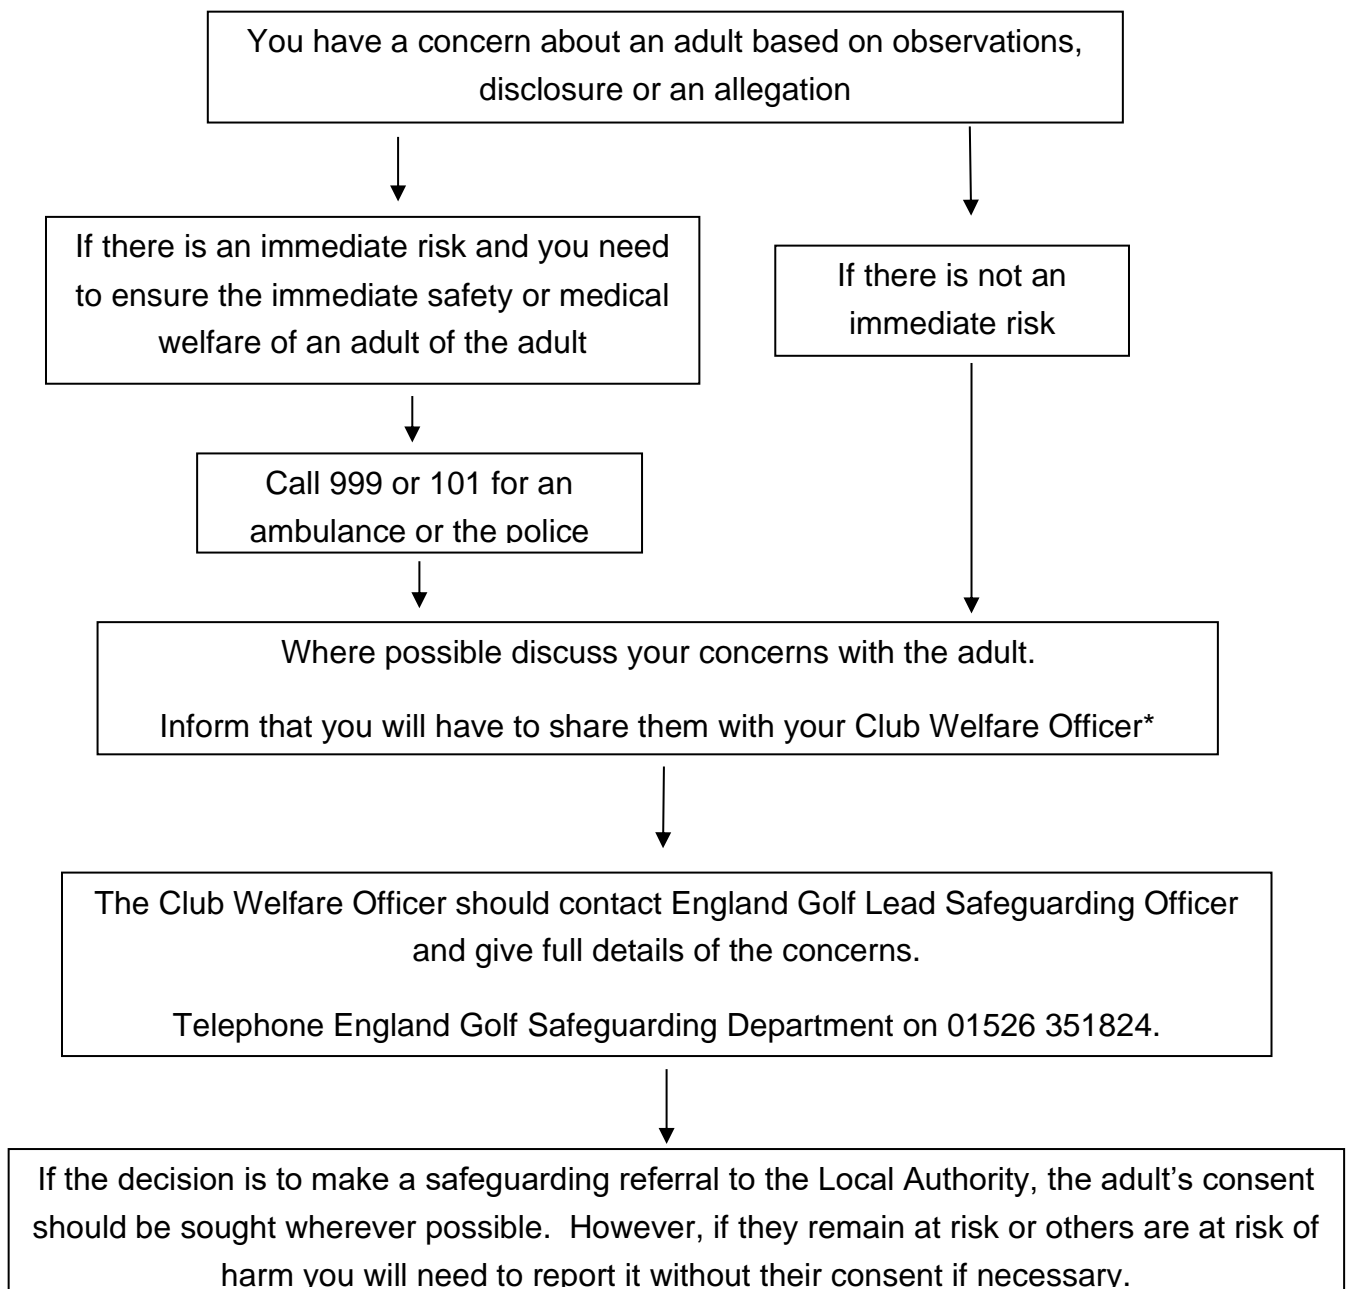 You have a concern about an adult based on observations,
disclosure or an allegation
If there is an immediate risk and you need
to ensure the immediate safety or medical
welfare of an adult of the adult
If there is not an
immediate risk
Call 999 or 101 for an
ambulance or the police
Where possible discuss your concerns with the adult.
Inform that you will have to share them with your Club Welfare Officer*
The Club Welfare Officer should contact England Golf Lead Safeguarding Officer
and give full details of the concerns.
Telephone England Golf Safeguarding Department on 01526 351824.
If the decision is to make a safeguarding referral to the Local Authority, the adult’s consent
should be sought wherever possible.  However, if they remain at risk or others are at risk of
harm you will need to report it without their consent if necessary.